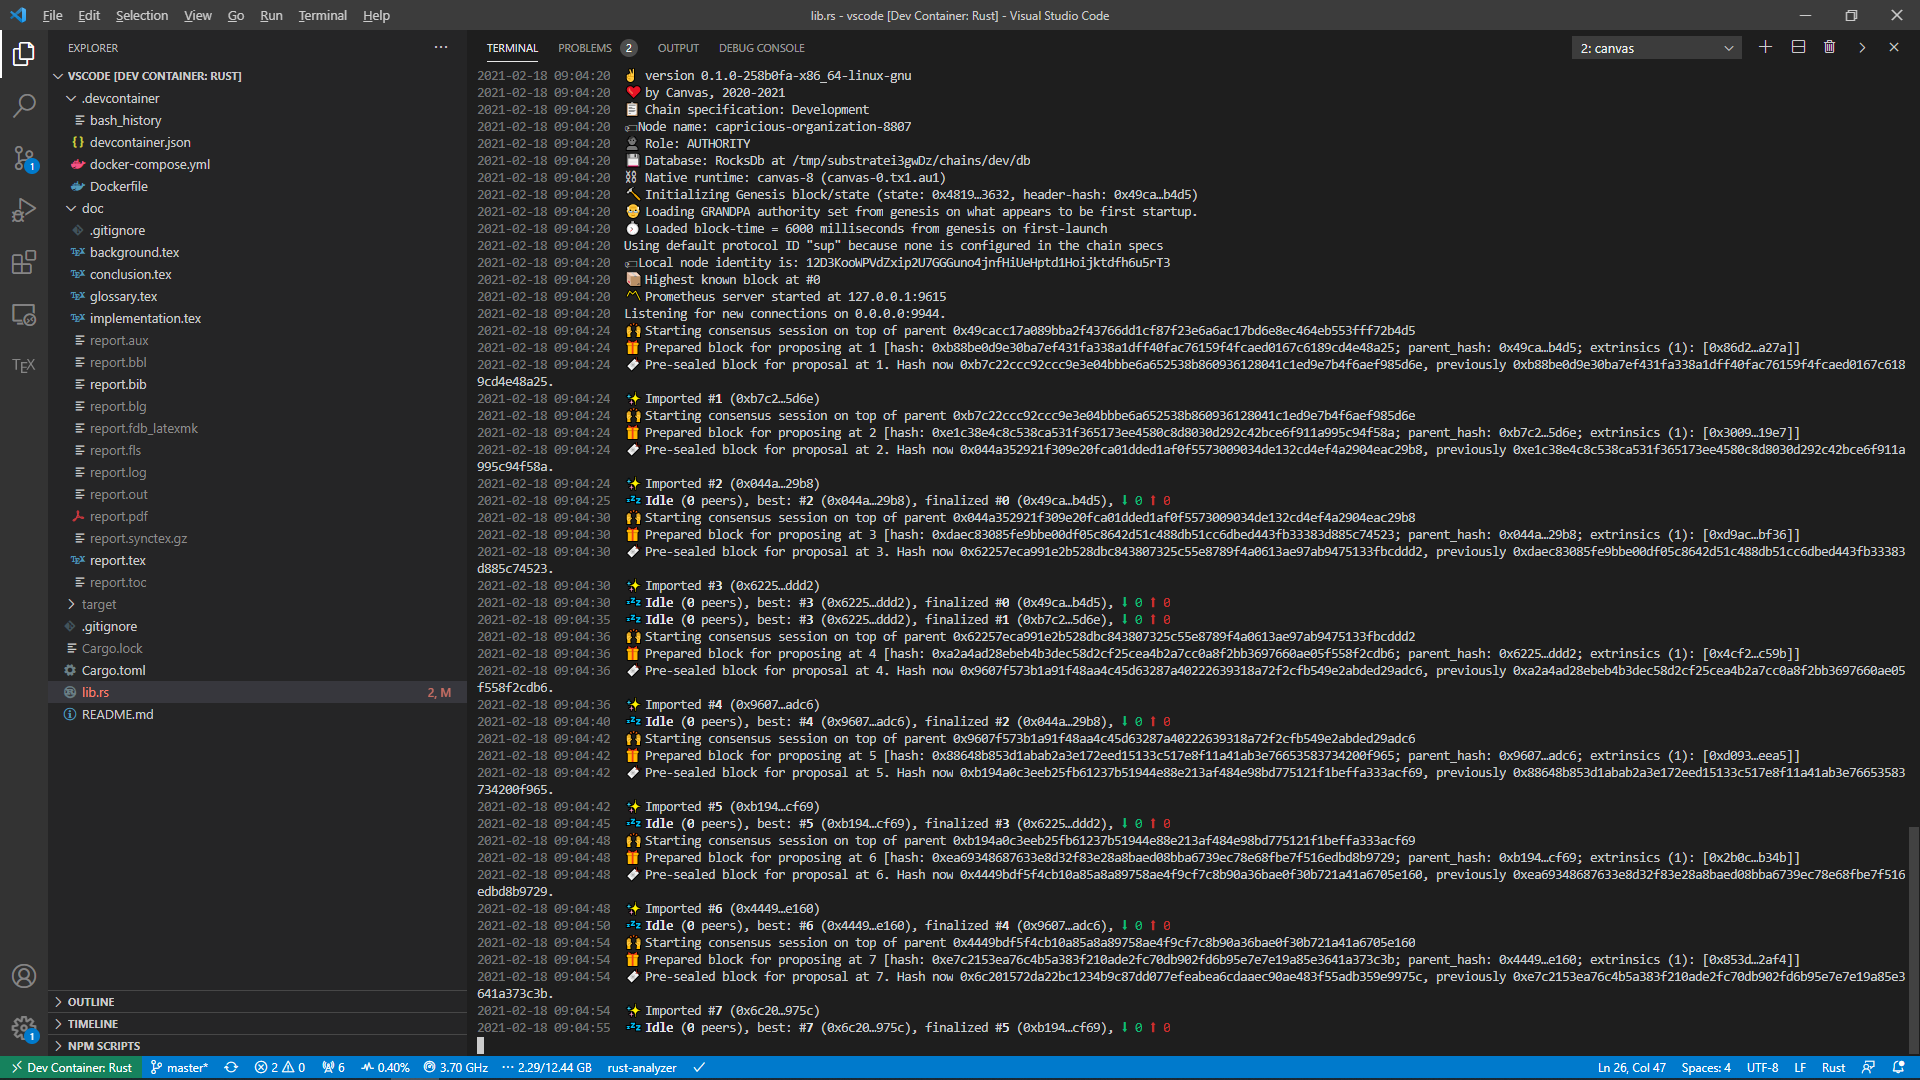 File Edit Selection View Go Run Terminal Help
lib.rs - vscode [Dev Container: Rust] - Visual Studio Code
EXPLORER
VSCODE [DEV CONTAINER: RUST]
.devcontainer
bash_history
devcontainer.json
docker-compose.yml
Dockerfile
doc
.gitignore
background.tex
conclusion.tex
glossary.tex
implementation.tex
report.aux
report.bbl
report.bib
report.blg
report.fdb_latexmk
report.fls
report.log
report.out
report.pdf
report.synctex.gz
report.tex
report.toc
target
.gitignore
Cargo.lock
Cargo.toml
lib.rs 2, M
README.md
OUTLINE
TIMELINE
NPM SCRIPTS
TERMINAL PROBLEMS 2 OUTPUT DEBUG CONSOLE 2: canvas
2021-02-18 09:04:20 ✌ version 0.1.0-258b0fa-x86_64-linux-gnu
2021-02-18 09:04:20 ❤ by Canvas, 2020-2021
2021-02-18 09:04:20 📋 Chain specification: Development
2021-02-18 09:04:20 🏷 Node name: capricious-organization-8807
2021-02-18 09:04:20 👤 Role: AUTHORITY
2021-02-18 09:04:20 💾 Database: RocksDb at /tmp/substratei3gwDz/chains/dev/db
2021-02-18 09:04:20 ⛓ Native runtime: canvas-8 (canvas-0.tx1.au1)
2021-02-18 09:04:20 🔨 Initializing Genesis block/state (state: 0x4819…3632, header-hash: 0x49ca…b4d5)
2021-02-18 09:04:20 👴 Loading GRANDPA authority set from genesis on what appears to be first startup.
2021-02-18 09:04:20 ⏱ Loaded block-time = 6000 milliseconds from genesis on first-launch
2021-02-18 09:04:20 Using default protocol ID "sup" because none is configured in the chain specs
2021-02-18 09:04:20 🏷 Local node identity is: 12D3KooWPVdZxip2U7GGGuno4jnfHiUeHptd1Hoijktdfh6u5rT3
2021-02-18 09:04:20 📦 Highest known block at #0
2021-02-18 09:04:20 〽 Prometheus server started at 127.0.0.1:9615
2021-02-18 09:04:20 Listening for new connections on 0.0.0.0:9944.
2021-02-18 09:04:24 🙌 Starting consensus session on top of parent 0x49cacc17a089bba2f43766dd1cf87f23e6a6ac17bd6e8ec464eb553fff72b4d5
2021-02-18 09:04:24 🎁 Prepared block for proposing at 1 [hash: 0xb88be0d9e30ba7ef431fa338a1dff40fac76159f4fcaed0167c6189cd4e48a25; parent_hash: 0x49ca…b4d5; extrinsics (1): [0x86d2…a27a]]
2021-02-18 09:04:24 🔖 Pre-sealed block for proposal at 1. Hash now 0xb7c22ccc92ccc9e3e04bbbe6a652538b860936128041c1ed9e7b4f6aef985d6e, previously 0xb88be0d9e30ba7ef431fa338a1dff40fac76159f4fcaed0167c618
9cd4e48a25.
2021-02-18 09:04:24 ✨ Imported #1 (0xb7c2…5d6e)
2021-02-18 09:04:24 🙌 Starting consensus session on top of parent 0xb7c22ccc92ccc9e3e04bbbe6a652538b860936128041c1ed9e7b4f6aef985d6e
2021-02-18 09:04:24 🎁 Prepared block for proposing at 2 [hash: 0xe1c38e4c8c538ca531f365173ee4580c8d8030d292c42bce6f911a995c94f58a; parent_hash: 0xb7c2…5d6e; extrinsics (1): [0x3009…19e7]]
2021-02-18 09:04:24 🔖 Pre-sealed block for proposal at 2. Hash now 0x044a352921f309e20fca01dded1af0f5573009034de132cd4ef4a2904eac29b8, previously 0xe1c38e4c8c538ca531f365173ee4580c8d8030d292c42bce6f911a
995c94f58a.
2021-02-18 09:04:24 ✨ Imported #2 (0x044a…29b8)
2021-02-18 09:04:25 💤 Idle (0 peers), best: #2 (0x044a…29b8), finalized #0 (0x49ca…b4d5), ⬇ 0 ⬆ 0
2021-02-18 09:04:30 🙌 Starting consensus session on top of parent 0x044a352921f309e20fca01dded1af0f5573009034de132cd4ef4a2904eac29b8
2021-02-18 09:04:30 🎁 Prepared block for proposing at 3 [hash: 0xdaec83085fe9bbe00df05c8642d51c488db51cc6dbed443fb33383d885c74523; parent_hash: 0x044a…29b8; extrinsics (1): [0xd9ac…bf36]]
2021-02-18 09:04:30 🔖 Pre-sealed block for proposal at 3. Hash now 0x62257eca991e2b528dbc843807325c55e8789f4a0613ae97ab9475133fbcddd2, previously 0xdaec83085fe9bbe00df05c8642d51c488db51cc6dbed443fb33383
d885c74523.
2021-02-18 09:04:30 ✨ Imported #3 (0x6225…ddd2)
2021-02-18 09:04:30 💤 Idle (0 peers), best: #3 (0x6225…ddd2), finalized #0 (0x49ca…b4d5), ⬇ 0 ⬆ 0
2021-02-18 09:04:35 💤 Idle (0 peers), best: #3 (0x6225…ddd2), finalized #1 (0xb7c2…5d6e), ⬇ 0 ⬆ 0
2021-02-18 09:04:36 🙌 Starting consensus session on top of parent 0x62257eca991e2b528dbc843807325c55e8789f4a0613ae97ab9475133fbcddd2
2021-02-18 09:04:36 🎁 Prepared block for proposing at 4 [hash: 0xa2a4ad28ebeb4b3dec58d2cf25cea4b2a7cc0a8f2bb3697660ae05f558f2cdb6; parent_hash: 0x6225…ddd2; extrinsics (1): [0x4cf2…c59b]]
2021-02-18 09:04:36 🔖 Pre-sealed block for proposal at 4. Hash now 0x9607f573b1a91f48aa4c45d63287a40222639318a72f2cfb549e2abded29adc6, previously 0xa2a4ad28ebeb4b3dec58d2cf25cea4b2a7cc0a8f2bb3697660ae05
f558f2cdb6.
2021-02-18 09:04:36 ✨ Imported #4 (0x9607…adc6)
2021-02-18 09:04:40 💤 Idle (0 peers), best: #4 (0x9607…adc6), finalized #2 (0x044a…29b8), ⬇ 0 ⬆ 0
2021-02-18 09:04:42 🙌 Starting consensus session on top of parent 0x9607f573b1a91f48aa4c45d63287a40222639318a72f2cfb549e2abded29adc6
2021-02-18 09:04:42 🎁 Prepared block for proposing at 5 [hash: 0x88648b853d1abab2a3e172eed15133c517e8f11a41ab3e76653583734200f965; parent_hash: 0x9607…adc6; extrinsics (1): [0xd093…eea5]]
2021-02-18 09:04:42 🔖 Pre-sealed block for proposal at 5. Hash now 0xb194a0c3eeb25fb61237b51944e88e213af484e98bd775121f1beffa333acf69, previously 0x88648b853d1abab2a3e172eed15133c517e8f11a41ab3e76653583
734200f965.
2021-02-18 09:04:42 ✨ Imported #5 (0xb194…cf69)
2021-02-18 09:04:45 💤 Idle (0 peers), best: #5 (0xb194…cf69), finalized #3 (0x6225…ddd2), ⬇ 0 ⬆ 0
2021-02-18 09:04:48 🙌 Starting consensus session on top of parent 0xb194a0c3eeb25fb61237b51944e88e213af484e98bd775121f1beffa333acf69
2021-02-18 09:04:48 🎁 Prepared block for proposing at 6 [hash: 0xea69348687633e8d32f83e28a8baed08bba6739ec78e68fbe7f516edbd8b9729; parent_hash: 0xb194…cf69; extrinsics (1): [0x2b0c…b34b]]
2021-02-18 09:04:48 🔖 Pre-sealed block for proposal at 6. Hash now 0x4449bdf5f4cb10a85a8a89758ae4f9cf7c8b90a36bae0f30b721a41a6705e160, previously 0xea69348687633e8d32f83e28a8baed08bba6739ec78e68fbe7f516
edbd8b9729.
2021-02-18 09:04:48 ✨ Imported #6 (0x4449…e160)
2021-02-18 09:04:50 💤 Idle (0 peers), best: #6 (0x4449…e160), finalized #4 (0x9607…adc6), ⬇ 0 ⬆ 0
2021-02-18 09:04:54 🙌 Starting consensus session on top of parent 0x4449bdf5f4cb10a85a8a89758ae4f9cf7c8b90a36bae0f30b721a41a6705e160
2021-02-18 09:04:54 🎁 Prepared block for proposing at 7 [hash: 0xe7c2153ea76c4b5a383f210ade2fc70db902fd6b95e7e7e19a85e3641a373c3b; parent_hash: 0x4449…e160; extrinsics (1): [0x853d…2af4]]
2021-02-18 09:04:54 🔖 Pre-sealed block for proposal at 7. Hash now 0x6c201572da22bc1234b9c87dd077efeabea6cdaaec90ae483f55adb359e9975c, previously 0xe7c2153ea76c4b5a383f210ade2fc70db902fd6b95e7e7e19a85e3
641a373c3b.
2021-02-18 09:04:54 ✨ Imported #7 (0x6c20…975c)
2021-02-18 09:04:55 💤 Idle (0 peers), best: #7 (0x6c20…975c), finalized #5 (0xb194…cf69), ⬇ 0 ⬆ 0
TEX
1
1
Dev Container: Rust master* 2 0 6 0.40% 3.70 GHz 2.29/12.44 GB rust-analyzer Ln 26, Col 47 Spaces: 4 UTF-8 LF Rust